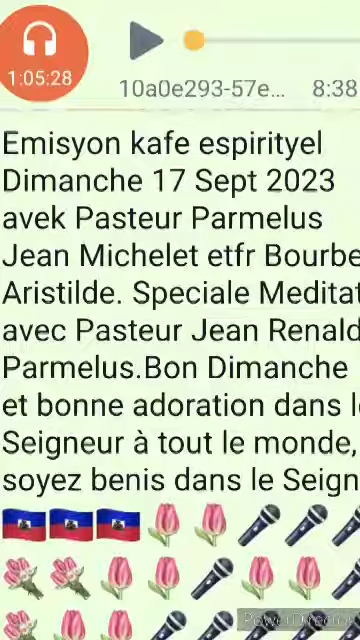 1:05:28
10a0e293-57e... 8:38
Emisyon kafe espirityel
Dimanche 17 Sept 2023
avek Pasteur Parmelus
Jean Michelet etfr Bourbe
Aristilde. Speciale Meditat
avec Pasteur Jean Renald
Parmelus.Bon Dimanche
et bonne adoration dans l
Seigneur à tout le monde,
soyez benis dans le Seign
PowerDirector